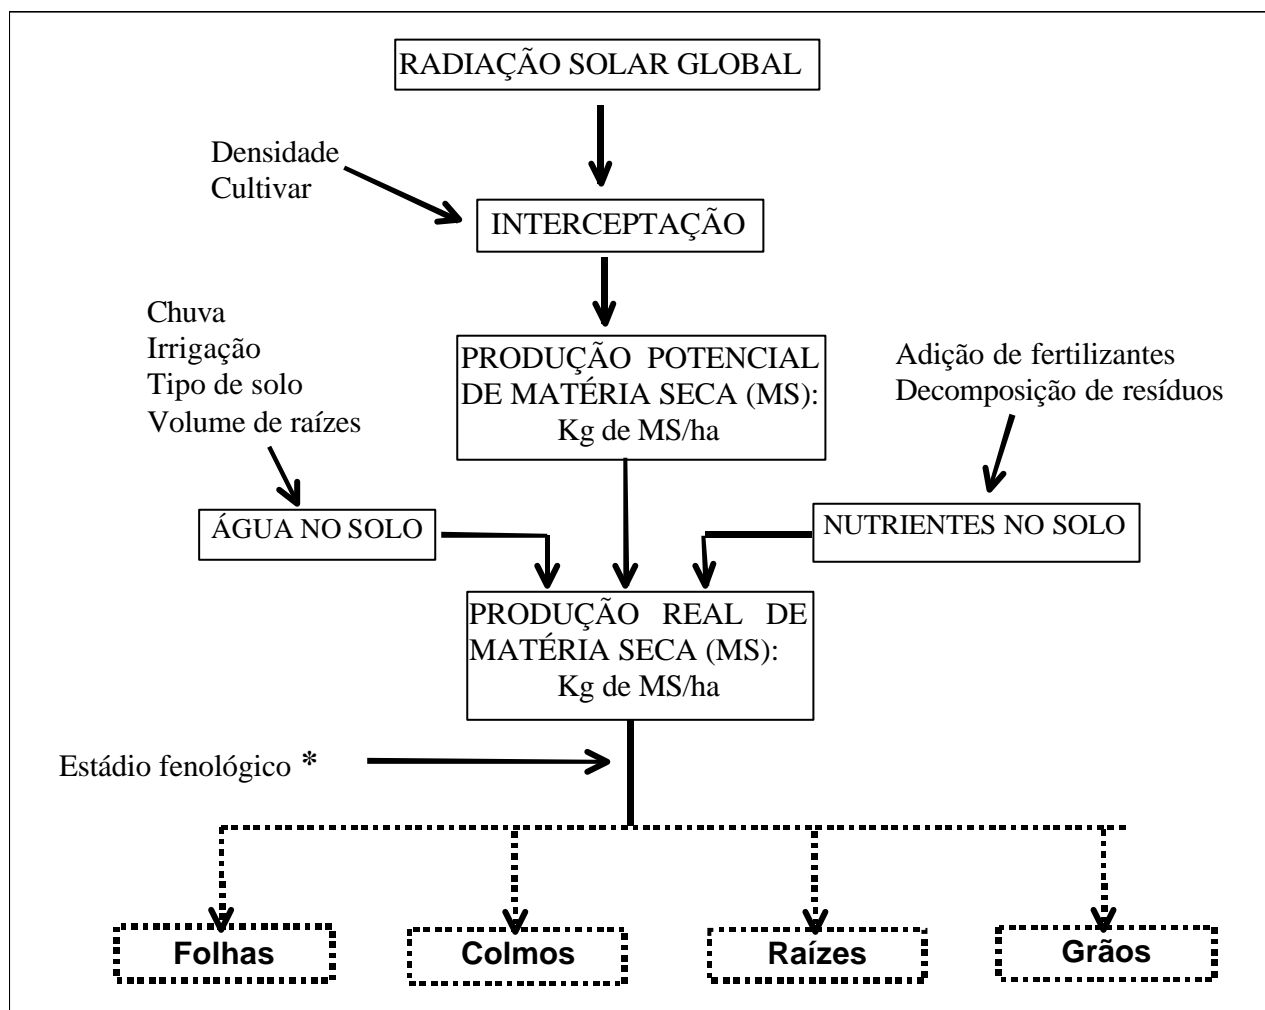 RADIAÇÃO SOLAR GLOBAL
Densidade
Cultivar
INTERCEPTAÇÃO
Chuva
Irrigação
Tipo de solo
Volume de raízes
PRODUÇÃO POTENCIAL
DE MATÉRIA SECA (MS):
Kg de MS/ha
Adição de fertilizantes
Decomposição de resíduos
ÁGUA NO SOLO
NUTRIENTES NO SOLO
PRODUÇÃO REAL DE
MATÉRIA SECA (MS):
Kg de MS/ha
Estádio fenológico *
Folhas
Colmos
Raízes
Grãos